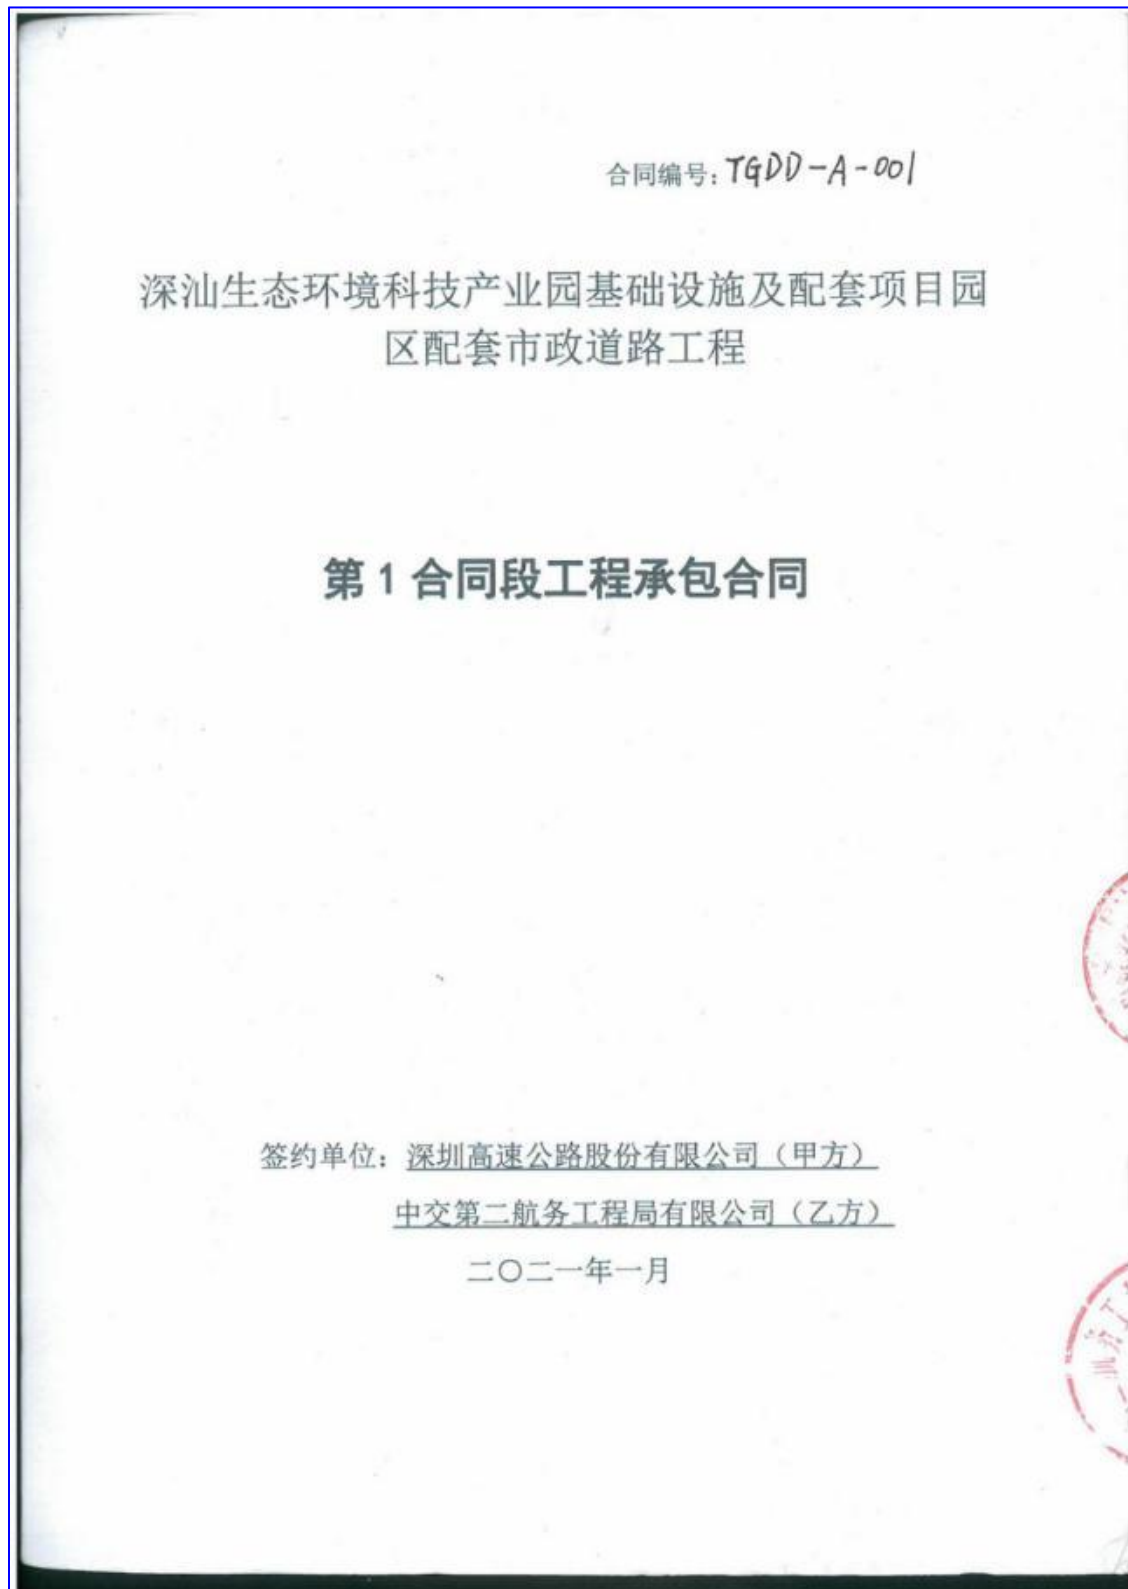 合同编号：TGDD-A-001
深汕生态环境科技产业园基础设施及配套项目园
区配套市政道路工程
第1合同段工程承包合同
签约单位：深圳高速公路股份有限公司（甲方）
中交第二航务工程局有限公司（乙方）
二〇二一年一月